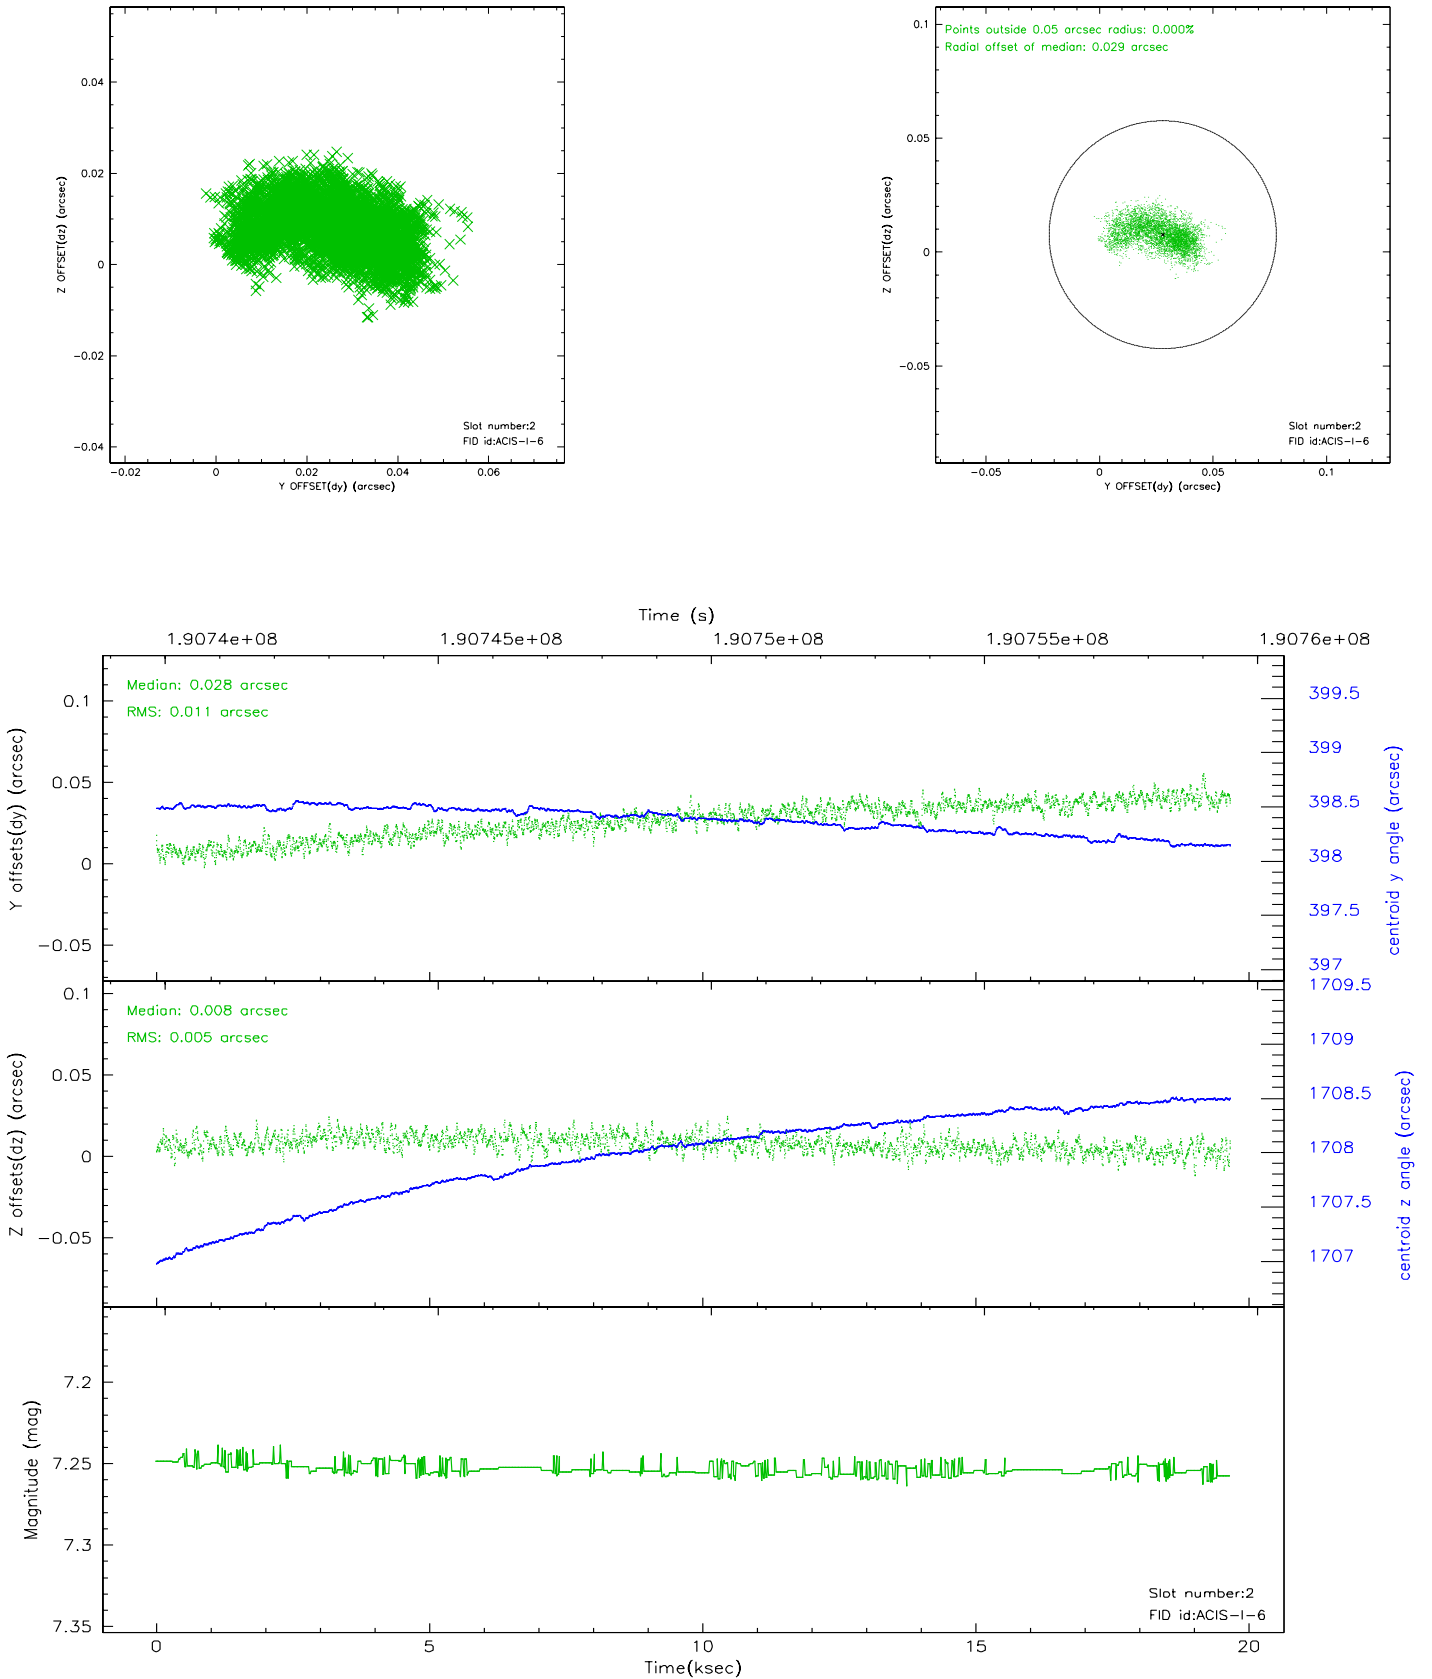 0.04
0.02
0
−0.02
−0.04
Z OFFSET(dz) (arcsec)
Slot number:2
FID id:ACIS−I−6
−0.02
0
0.02
0.04
0.06
Y OFFSET(dy) (arcsec)
0.1
0.05
0
−0.05
Z OFFSET(dz) (arcsec)
Points outside 0.05 arcsec radius: 0.000%
Radial offset of median: 0.029 arcsec
Slot number:2
FID id:ACIS−I−6
−0.05
0
0.05
0.1
Y OFFSET(dy) (arcsec)
Time (s)
1.9074e+08
1.90745e+08
1.9075e+08
1.90755e+08
1.9076e+08
Median: 0.028 arcsec
RMS: 0.011 arcsec
0.1
0.05
0
−0.05
Y offsets(dy) (arcsec)
399.5
399
398.5
398
397.5
397
centroid y angle (arcsec)
Median: 0.008 arcsec
RMS: 0.005 arcsec
0.1
0.05
0
−0.05
Z offsets(dz) (arcsec)
1709.5
1709
1708.5
1708
1707.5
1707
centroid z angle (arcsec)
7.2
7.25
7.3
7.35
Magnitude (mag)
Slot number:2
FID id:ACIS−I−6
0
5
10
15
20
Time(ksec)